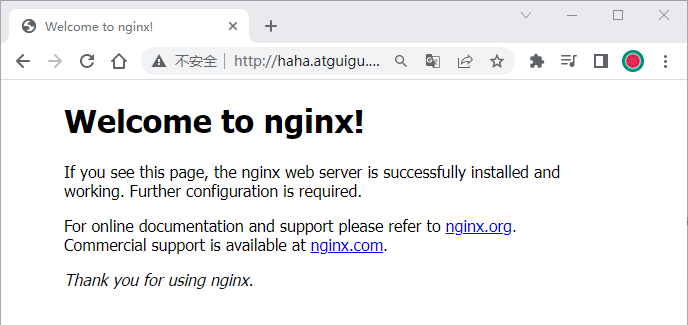 Welcome to nginx!
不安全 http://haha.atguigu....
Welcome to nginx!
If you see this page, the nginx web server is successfully installed and
working. Further configuration is required.
For online documentation and support please refer to nginx.org.
Commercial support is available at nginx.com.
Thank you for using nginx.